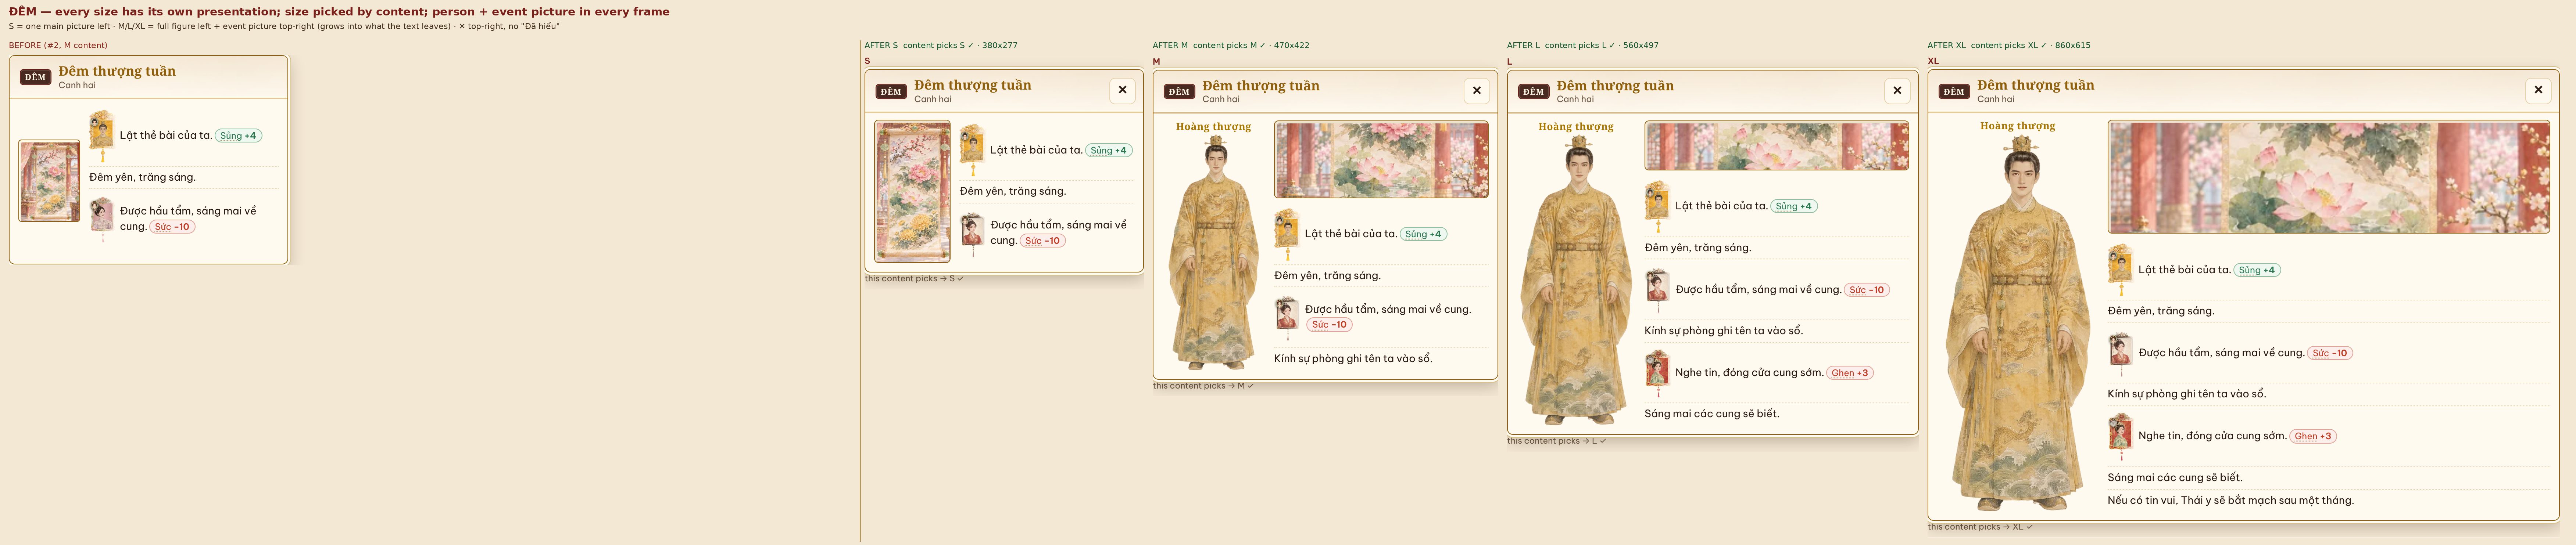 ĐÊM — every size has its own presentation; size picked by content; person + event picture in every frame
S = one main picture left · M/L/XL = full figure left + event picture top-right (grows into what the text leaves) · ✕ top-right, no "Đã hiểu"
BEFORE (#2, M content)
ĐÊM
Đêm thượng tuần
Canh hai
Lật thẻ bài của ta. Sủng +4
Đêm yên, trăng sáng.
Được hầu tẩm, sáng mai về
cung. Sức −10
AFTER S content picks S ✓ · 380x277
S
ĐÊM
Đêm thượng tuần
Canh hai
✕
Lật thẻ bài của ta. Sủng +4
Đêm yên, trăng sáng.
Được hầu tẩm, sáng mai về
cung. Sức −10
this content picks → S ✓
AFTER M content picks M ✓ · 470x422
M
ĐÊM
Đêm thượng tuần
Canh hai
✕
Hoàng thượng
Lật thẻ bài của ta. Sủng +4
Đêm yên, trăng sáng.
Được hầu tẩm, sáng mai về cung.
Sức −10
Kính sự phòng ghi tên ta vào sổ.
this content picks → M ✓
AFTER L content picks L ✓ · 560x497
L
ĐÊM
Đêm thượng tuần
Canh hai
✕
Hoàng thượng
Lật thẻ bài của ta. Sủng +4
Đêm yên, trăng sáng.
Được hầu tẩm, sáng mai về cung. Sức −10
Kính sự phòng ghi tên ta vào sổ.
Nghe tin, đóng cửa cung sớm. Ghen +3
Sáng mai các cung sẽ biết.
this content picks → L ✓
AFTER XL content picks XL ✓ · 860x615
XL
ĐÊM
Đêm thượng tuần
Canh hai
✕
Hoàng thượng
Lật thẻ bài của ta. Sủng +4
Đêm yên, trăng sáng.
Được hầu tẩm, sáng mai về cung. Sức −10
Kính sự phòng ghi tên ta vào sổ.
Nghe tin, đóng cửa cung sớm. Ghen +3
Sáng mai các cung sẽ biết.
Nếu có tin vui, Thái y sẽ bắt mạch sau một tháng.
this content picks → XL ✓